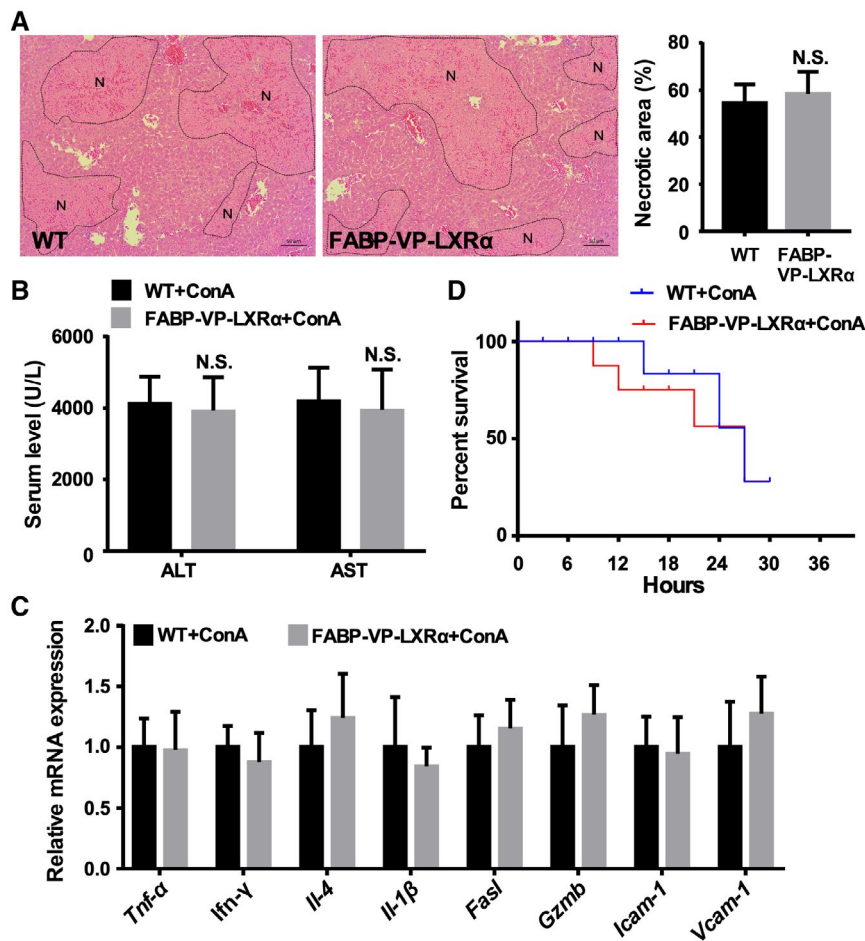 A
N
N
N
N
WT
50 µm
N
N
N
N
N
FABP-VP-LXRα
50 µm
Necrotic area (%)
80
60
40
20
0
N.S.
WT
FABP-
VP-LXRα
B
WT+ConA
FABP-VP-LXRα+ConA
Serum level (U/L)
6000
4000
2000
0
N.S.
N.S.
ALT
AST
D
WT+ConA
FABP-VP-LXRα+ConA
Percent survival
100
50
0
0 6 12 18 24 30 36
Hours
C
WT+ConA FABP-VP-LXRα+ConA
Relative mRNA expression
2.0
1.5
1.0
0.5
0.0
Tnf-α Ifn-γ Il-4 Il-1β Fasl Gzmb Icam-1 Vcam-1